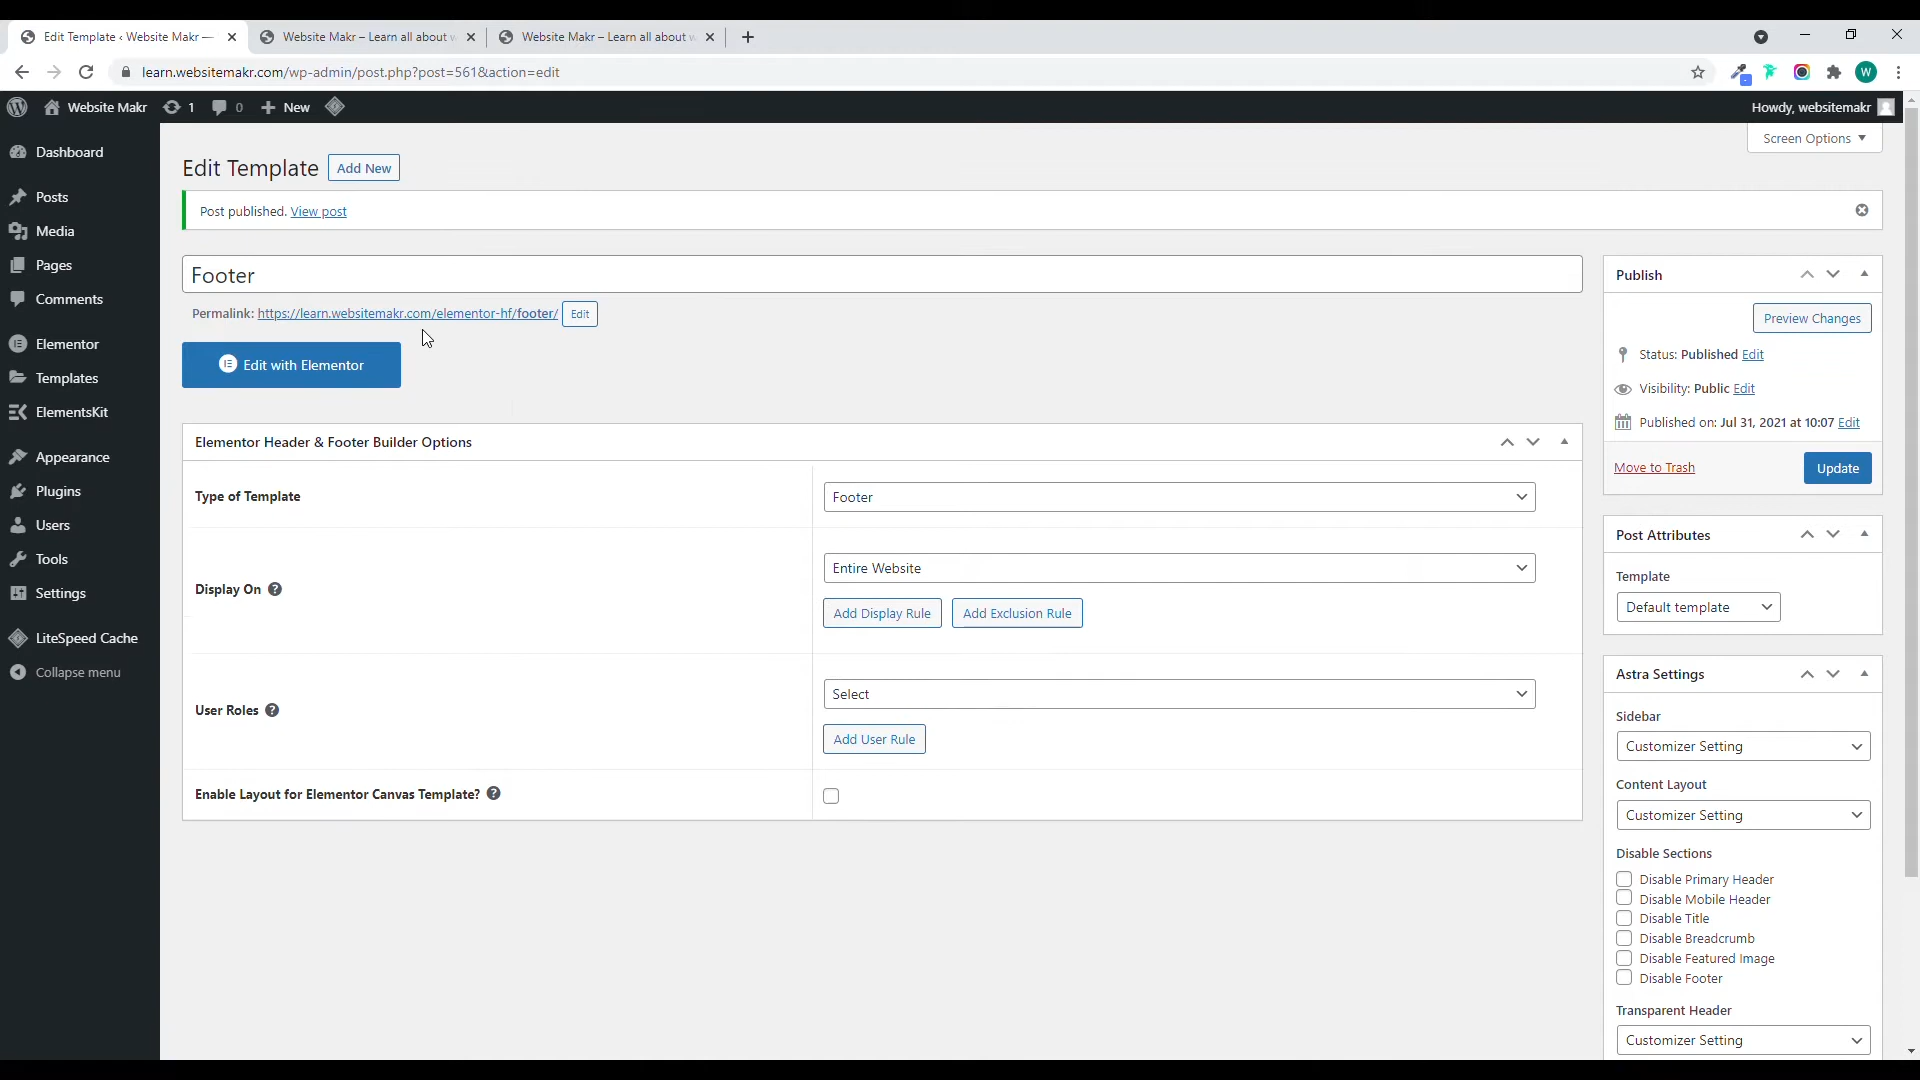 Edit Template ‹ Website Makr —
Website Makr – Learn all about w
Website Makr – Learn all about w
learn.websitemakr.com/wp-admin/post.php?post=561&action=edit
W
Website Makr
1
0
New
Howdy, websitemakr
Screen Options
Dashboard
Posts
Media
Pages
Comments
Elementor
Templates
ElementsKit
Appearance
Plugins
Users
Tools
Settings
LiteSpeed Cache
Collapse menu
Edit Template
Add New
Post published. View post
Footer
Permalink: https://learn.websitemakr.com/elementor-hf/footer/ Edit
Edit with Elementor
Elementor Header & Footer Builder Options
Type of Template
Footer
Display On
Entire Website
Add Display Rule
Add Exclusion Rule
User Roles
Select
Add User Rule
Enable Layout for Elementor Canvas Template?
Publish
Preview Changes
Status: Published Edit
Visibility: Public Edit
Published on: Jul 31, 2021 at 10:07 Edit
Move to Trash
Update
Post Attributes
Template
Default template
Astra Settings
Sidebar
Customizer Setting
Content Layout
Customizer Setting
Disable Sections
Disable Primary Header
Disable Mobile Header
Disable Title
Disable Breadcrumb
Disable Featured Image
Disable Footer
Transparent Header
Customizer Setting